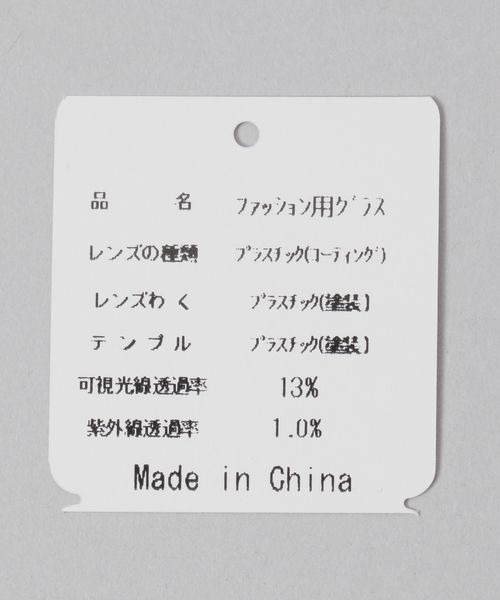 品名 ﾌｧｯｼｮﾝ用ｸﾞﾗｽ
レンズの種類 ﾌﾟﾗｽﾁｯｸ(ｺｰﾃｨﾝｸﾞ)
レンズわく ﾌﾟﾗｽﾁｯｸ(塗装)
テンプル ﾌﾟﾗｽﾁｯｸ(塗装)
可視光線透過率 13%
紫外線透過率 1.0%
Made in China